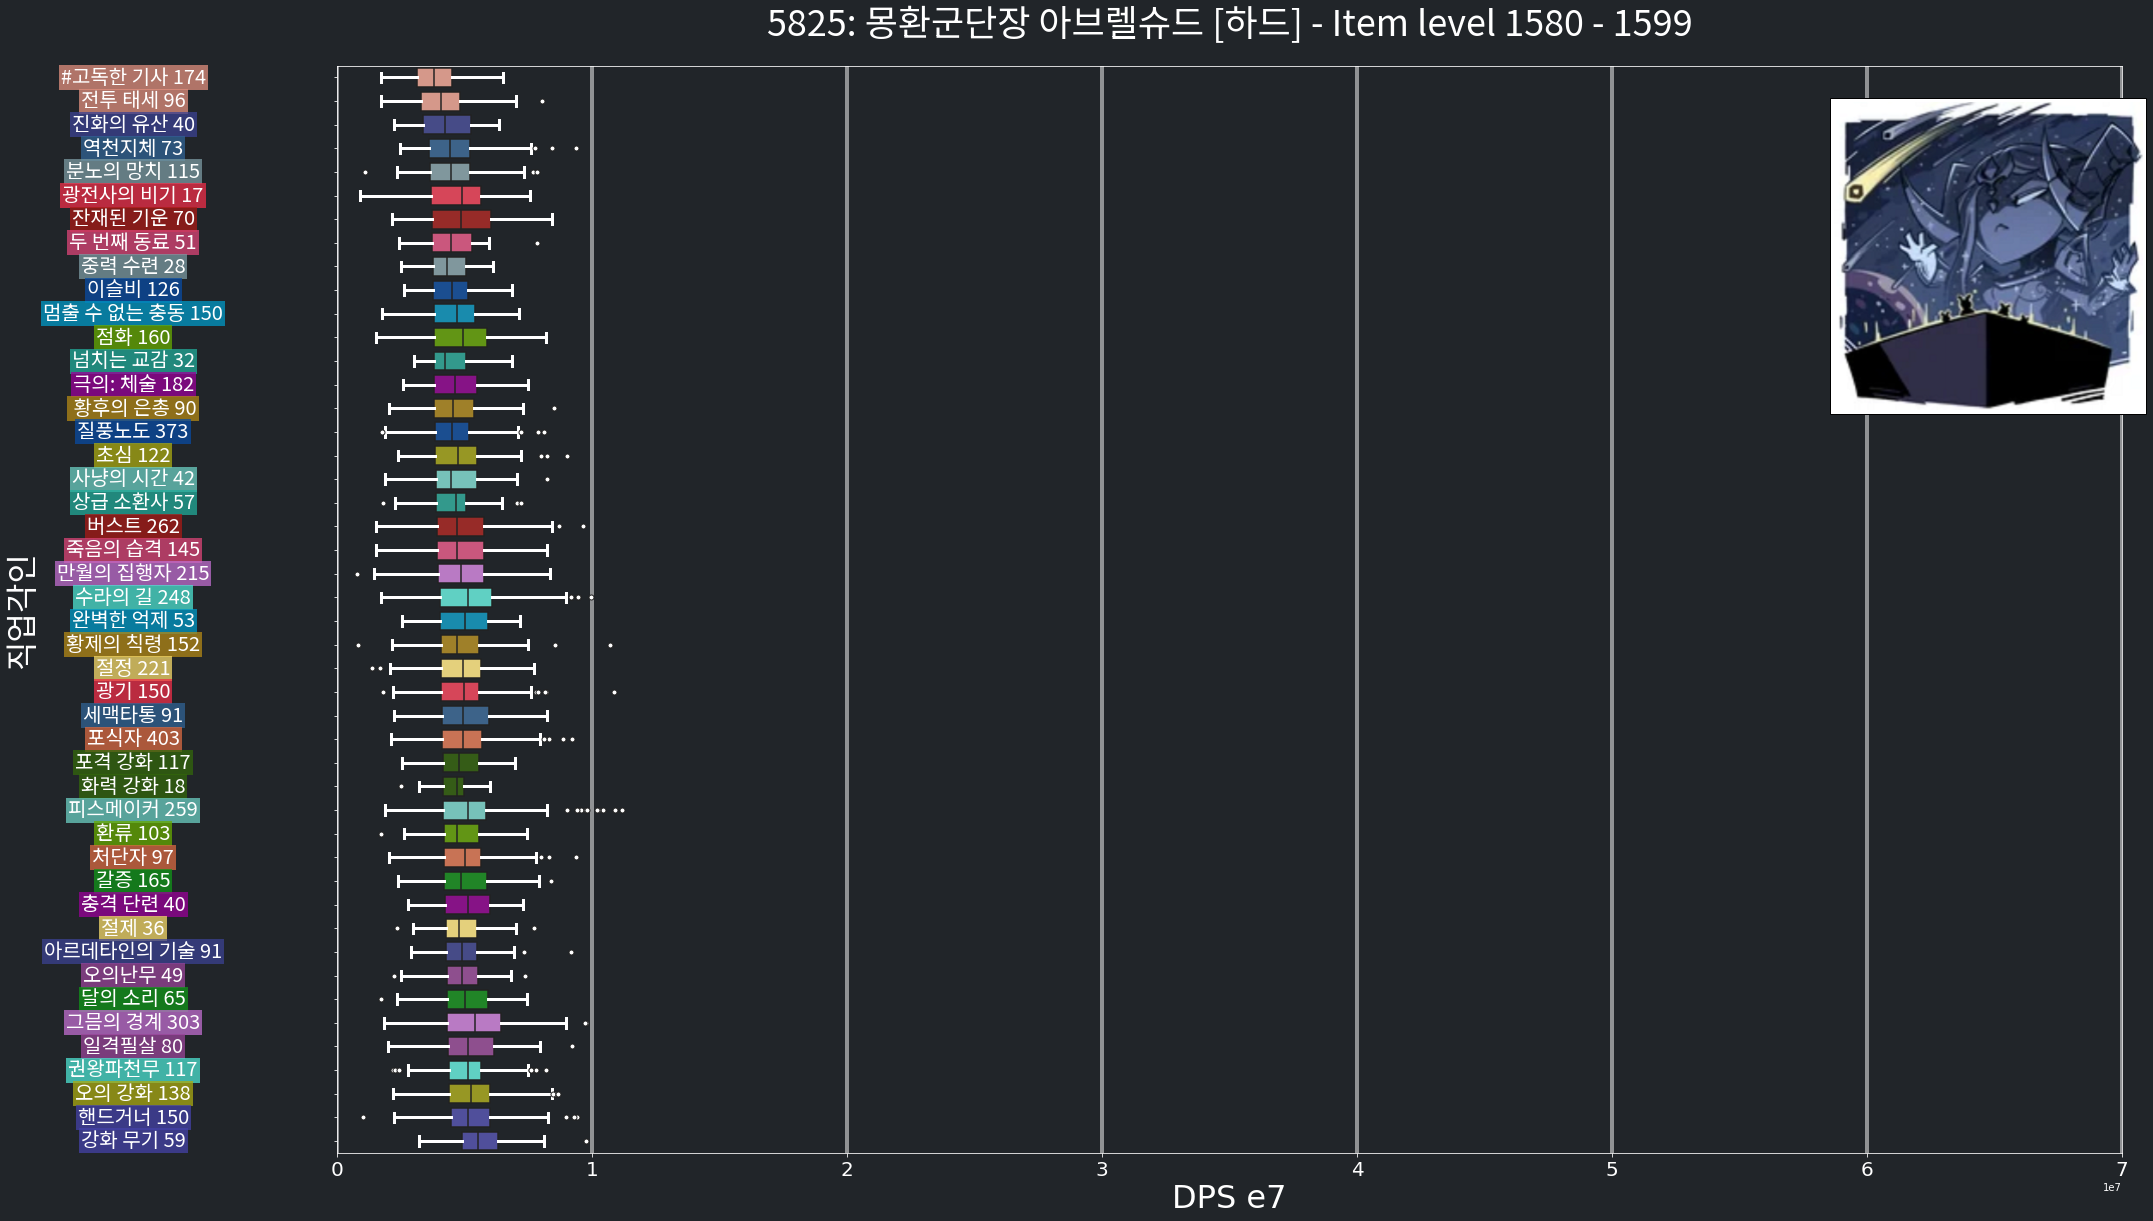 5825: 몽환군단장 아브렐슈드 [하드] - Item level 1580 - 1599
직업각인
#고독한 기사 174
전투 태세 96
진화의 유산 40
역천지체 73
분노의 망치 115
광전사의 비기 17
잔재된 기운 70
두 번째 동료 51
중력 수련 28
이슬비 126
멈출 수 없는 충동 150
점화 160
넘치는 교감 32
극의: 체술 182
황후의 은총 90
질풍노도 373
초심 122
사냥의 시간 42
상급 소환사 57
버스트 262
죽음의 습격 145
만월의 집행자 215
수라의 길 248
완벽한 억제 53
황제의 칙령 152
절정 221
광기 150
세맥타통 91
포식자 403
포격 강화 117
화력 강화 18
피스메이커 259
환류 103
처단자 97
갈증 165
충격 단련 40
절제 36
아르데타인의 기술 91
오의난무 49
달의 소리 65
그믐의 경계 303
일격필살 80
권왕파천무 117
오의 강화 138
핸드거너 150
강화 무기 59
0 1 2 3 4 5 6 7
1e7
DPS e7